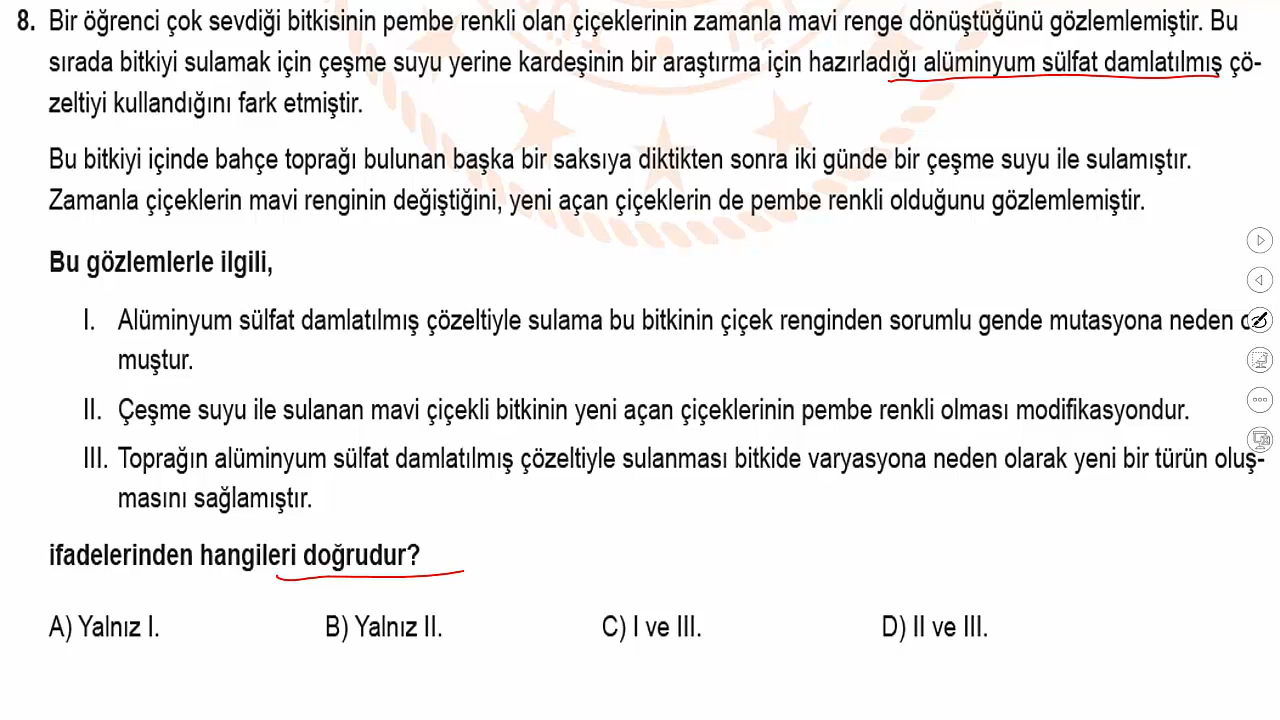 8. Bir öğrenci çok sevdiği bitkisinin pembe renkli olan çiçeklerinin zamanla mavi renge dönüştüğünü gözlemlemiştir. Bu
sırada bitkiyi sulamak için çeşme suyu yerine kardeşinin bir araştırma için hazırladığı alüminyum sülfat damlatılmış çö-
zeltiyi kullandığını fark etmiştir.
Bu bitkiyi içinde bahçe toprağı bulunan başka bir saksıya diktikten sonra iki günde bir çeşme suyu ile sulamıştır.
Zamanla çiçeklerin mavi renginin değiştiğini, yeni açan çiçeklerin de pembe renkli olduğunu gözlemlemiştir.
Bu gözlemlerle ilgili,
I. Alüminyum sülfat damlatılmış çözeltiyle sulama bu bitkinin çiçek renginden sorumlu gende mutasyona neden
muştur.
II. Çeşme suyu ile sulanan mavi çiçekli bitkinin yeni açan çiçeklerinin pembe renkli olması modifikasyondur.
III. Toprağın alüminyum sülfat damlatılmış çözeltiyle sulanması bitkide varyasyona neden olarak yeni bir türün oluş-
masını sağlamıştır.
ifadelerinden hangileri doğrudur?
A) Yalnız I. B) Yalnız II. C) I ve III. D) II ve III.